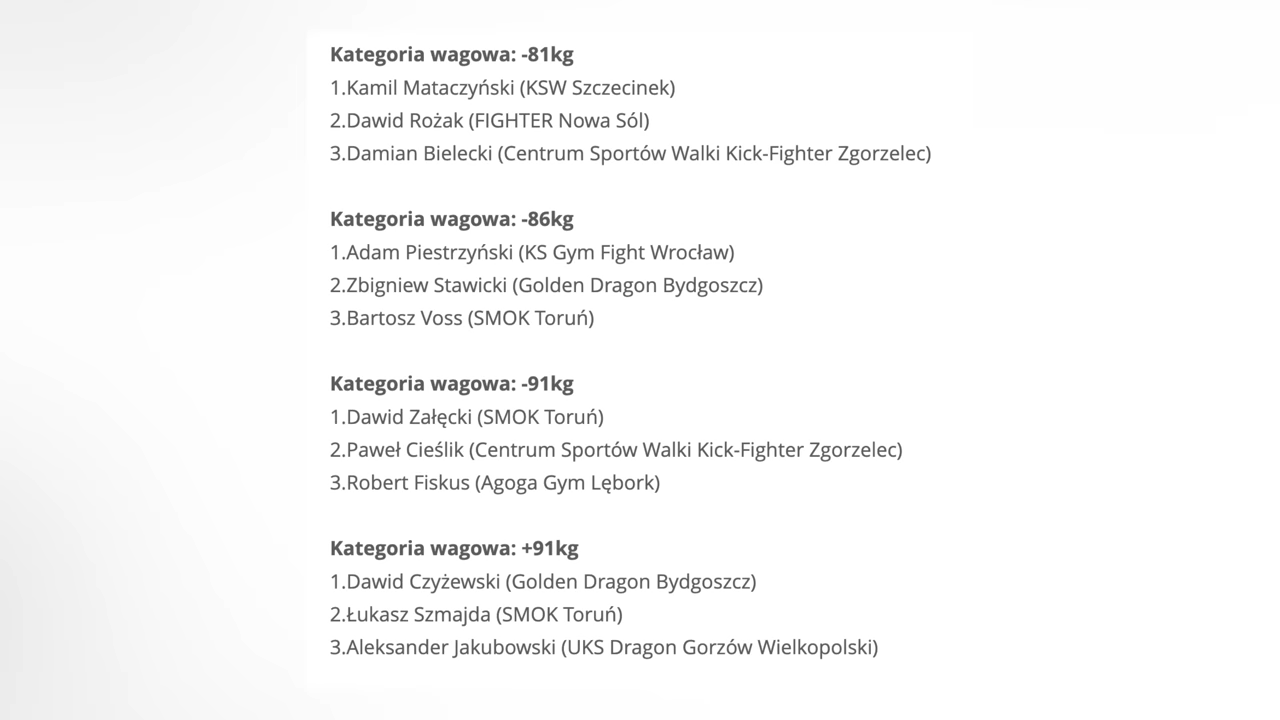 Kategoria wagowa: -81kg
1.Kamil Mataczyński (KSW Szczecinek)
2.Dawid Rożak (FIGHTER Nowa Sól)
3.Damian Bielecki (Centrum Sportów Walki Kick-Fighter Zgorzelec)
Kategoria wagowa: -86kg
1.Adam Piestrzyński (KS Gym Fight Wrocław)
2.Zbigniew Stawicki (Golden Dragon Bydgoszcz)
3.Bartosz Voss (SMOK Toruń)
Kategoria wagowa: -91kg
1.Dawid Załęcki (SMOK Toruń)
2.Paweł Cieślik (Centrum Sportów Walki Kick-Fighter Zgorzelec)
3.Robert Fiskus (Agoga Gym Lębork)
Kategoria wagowa: +91kg
1.Dawid Czyżewski (Golden Dragon Bydgoszcz)
2.Łukasz Szmajda (SMOK Toruń)
3.Aleksander Jakubowski (UKS Dragon Gorzów Wielkopolski)